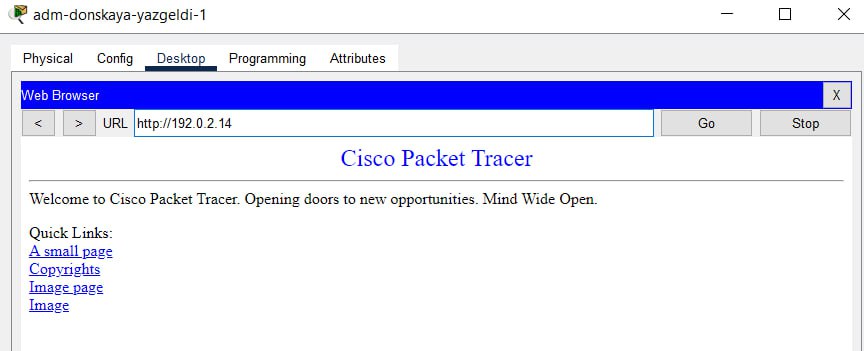 adm-donskaya-yazgeldi-1
Physical Config Desktop Programming Attributes
Web Browser X
< > URL http://192.0.2.14 Go Stop
Cisco Packet Tracer
Welcome to Cisco Packet Tracer. Opening doors to new opportunities. Mind Wide Open.
Quick Links:
A small page
Copyrights
Image page
Image